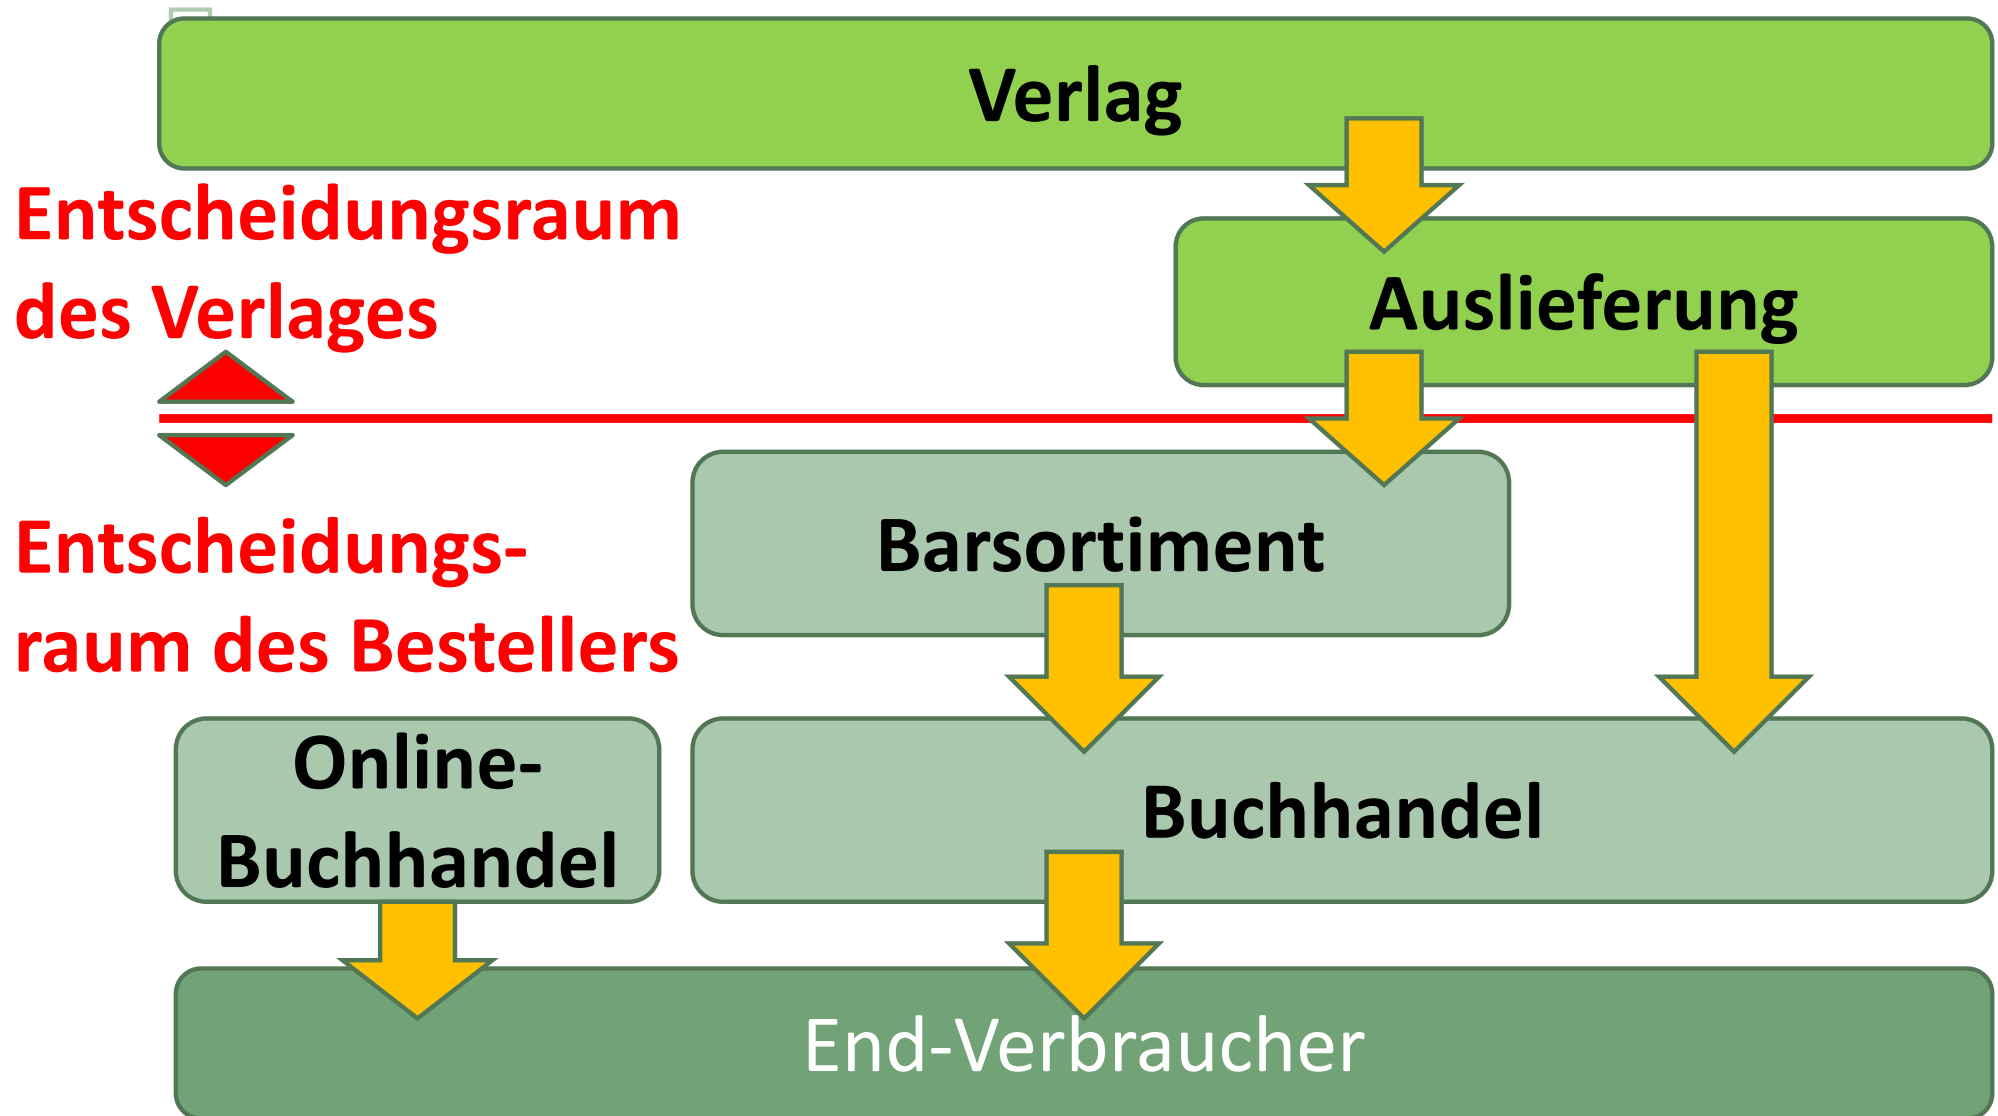 Verlag
Entscheidungsraum
des Verlages
Auslieferung
Entscheidungs-
raum des Bestellers
Barsortiment
Online-
Buchhandel
Buchhandel
End-Verbraucher